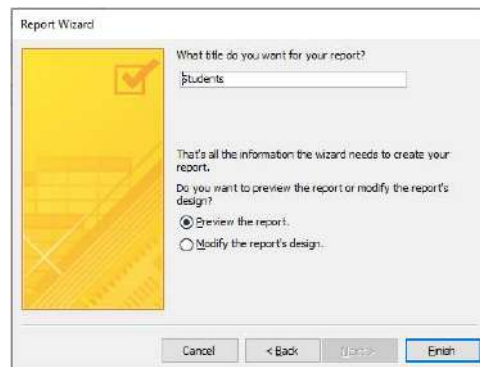 Report Wizard
What title do you want for your report?
Students
That's all the information the wizard needs to create your
report.
Do you want to preview the report or modify the report's
design?
Preview the report.
Modify the report's design.
Cancel
< Back
Next >
Finish